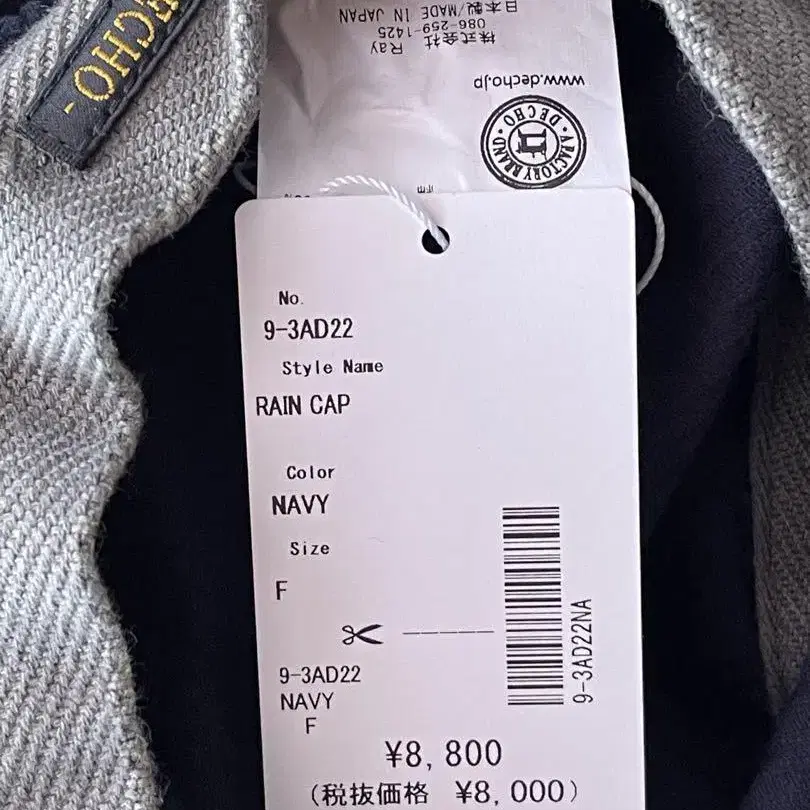 DECHO
日本製/MADE IN JAPAN
086-259-1425
株式会社 Ray
www.decho.jp
・DECHO・A FACTORY BRAND
No.
9-3AD22
Style Name
RAIN CAP
Color
NAVY
Size
F
9-3AD22
NAVY
F
9-3AD22NA
¥8,800
(税抜価格 ¥8,000)